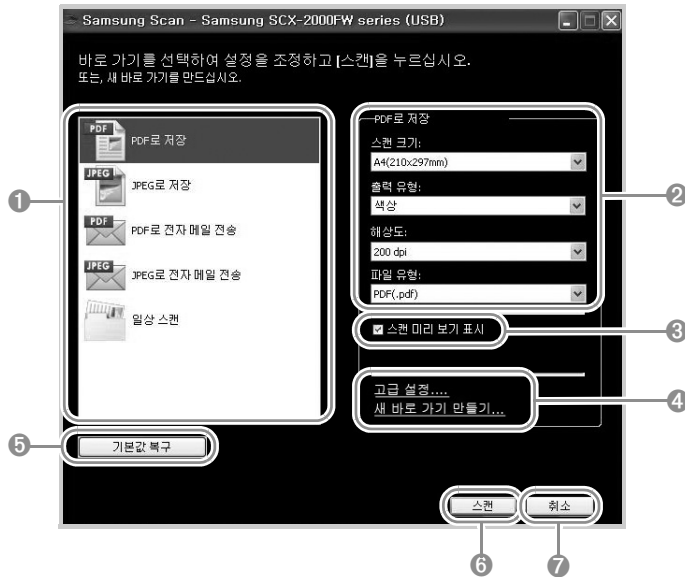 Samsung Scan - Samsung SCX-2000FW series (USB)
바로 가기를 선택하여 설정을 조정하고 [스캔]을 누르십시오.
또는, 새 바로 가기를 만드십시오.
PDF
PDF로 저장
JPEG
JPEG로 저장
PDF
PDF로 전자 메일 전송
JPEG
JPEG로 전자 메일 전송
일상 스캔
1
PDF로 저장
스캔 크기:
A4(210x297mm)
출력 유형:
색상
해상도:
200 dpi
파일 유형:
PDF(.pdf)
2
스캔 미리 보기 표시
3
고급 설정....
새 바로 가기 만들기...
4
5
기본값 복구
스캔
취소
6
7